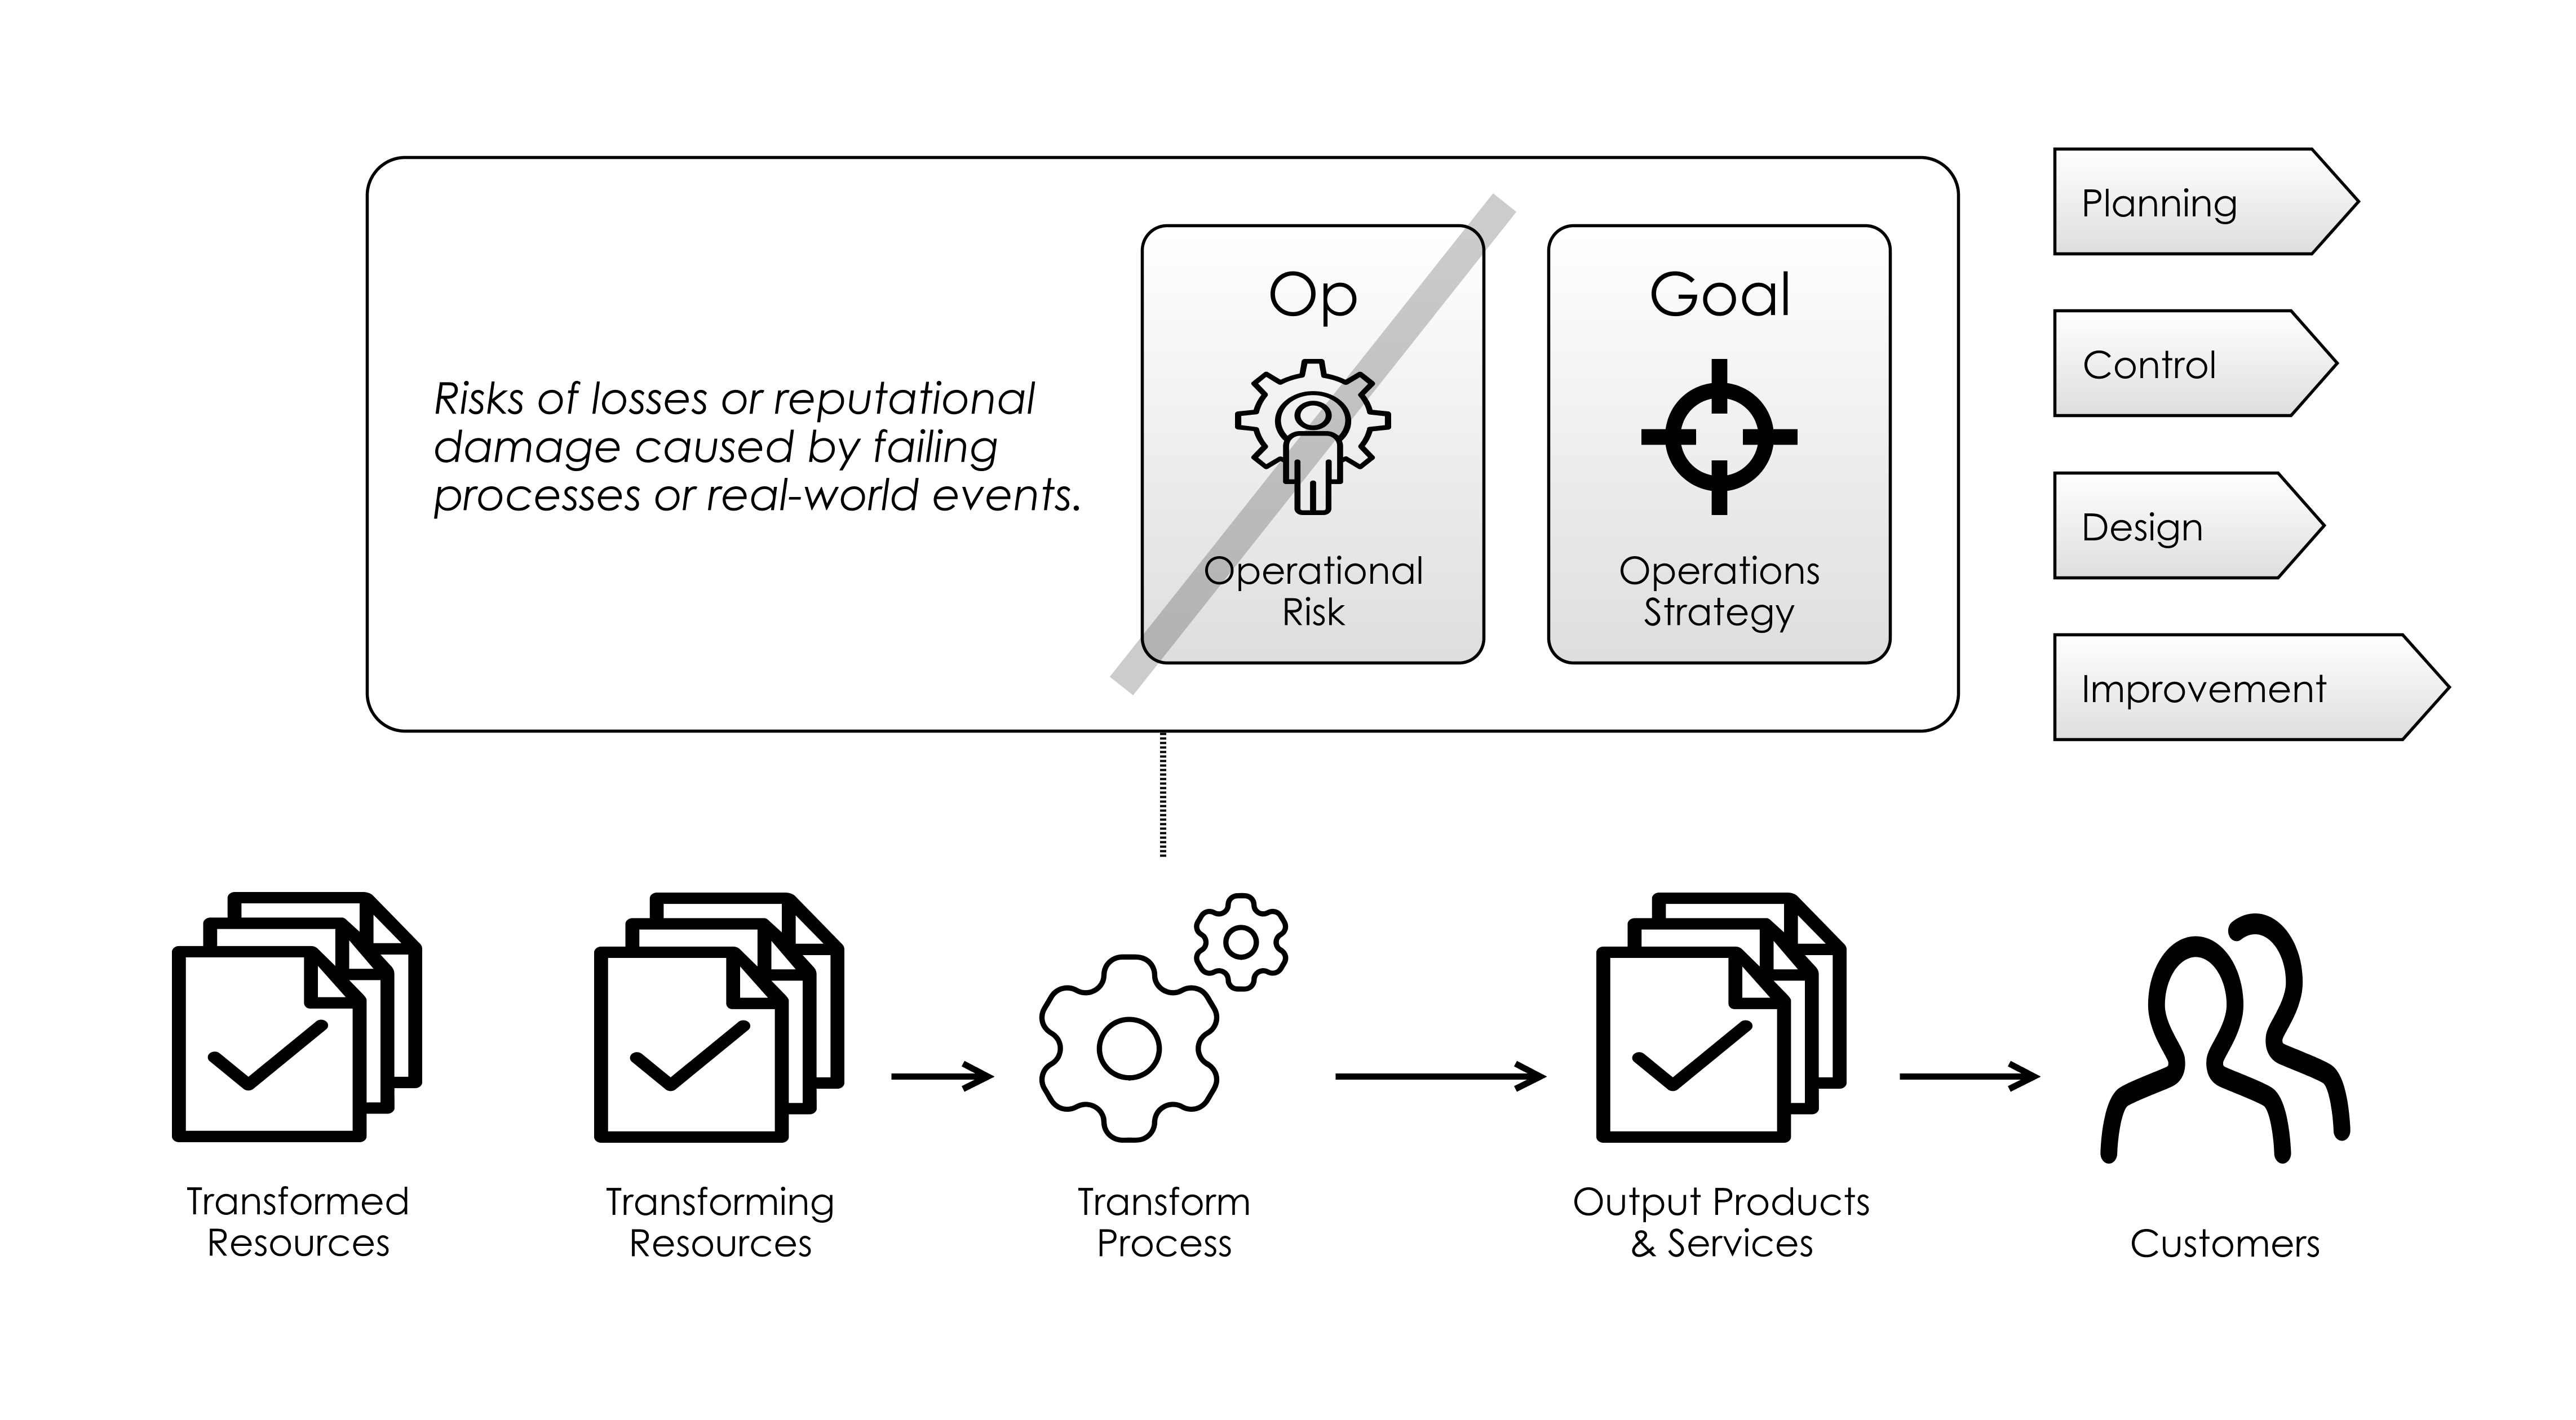 Planning
Op
Goal
Control
Risks of losses or reputational
damage caused by failing
processes or real-world events.
Design
Operational
Risk
Operations
Strategy
Improvement
Transformed
Resources
Transforming
Resources
Transform
Process
Output Products
& Services
Customers